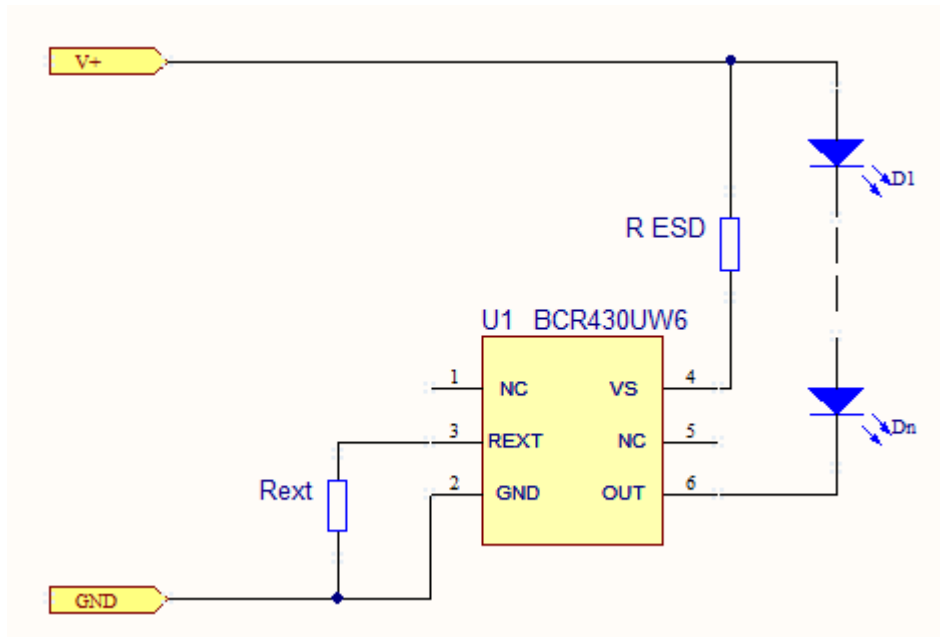 V+
D1
R ESD
U1 BCR430UW6
1 NC VS 4
3 REXT NC 5
Dn
Rext
2 GND OUT 6
GND